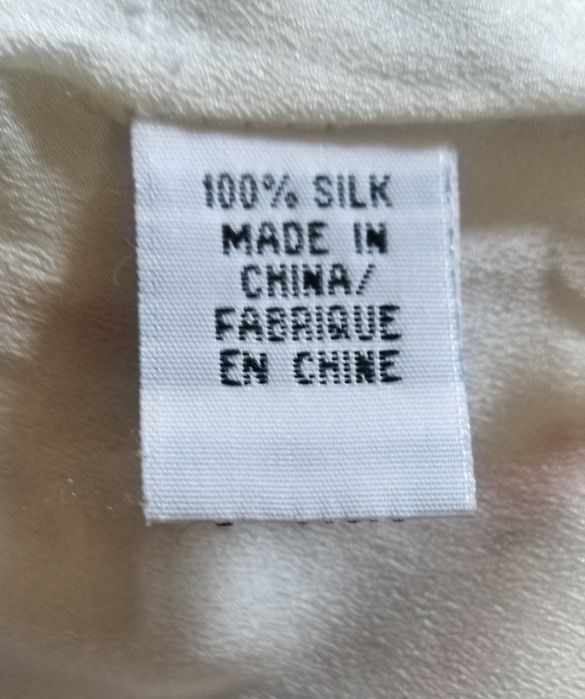 100% SILK
MADE IN
CHINA/
FABRIQUE
EN CHINE